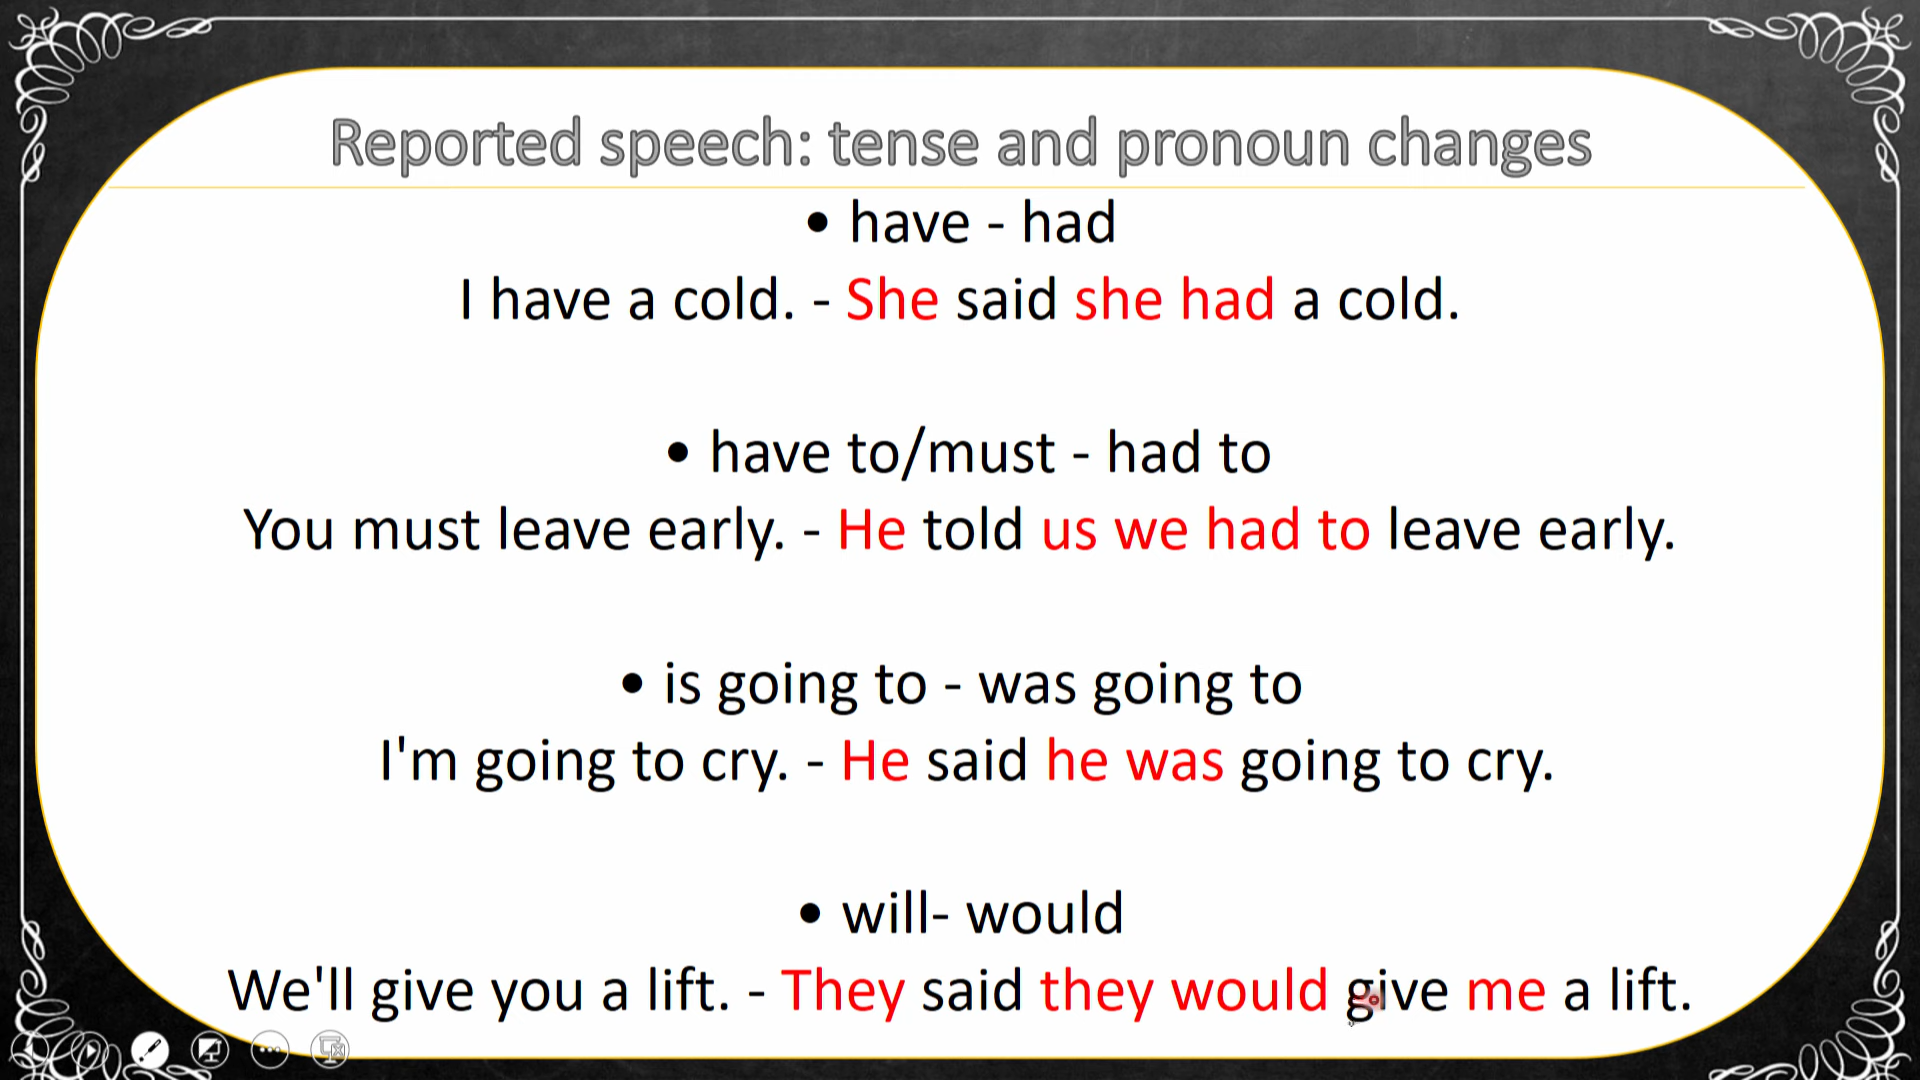 Reported speech: tense and pronoun changes
• have - had
I have a cold. - She said she had a cold.
• have to/must - had to
You must leave early. - He told us we had to leave early.
• is going to - was going to
I'm going to cry. - He said he was going to cry.
• will- would
We'll give you a lift. - They said they would give me a lift.